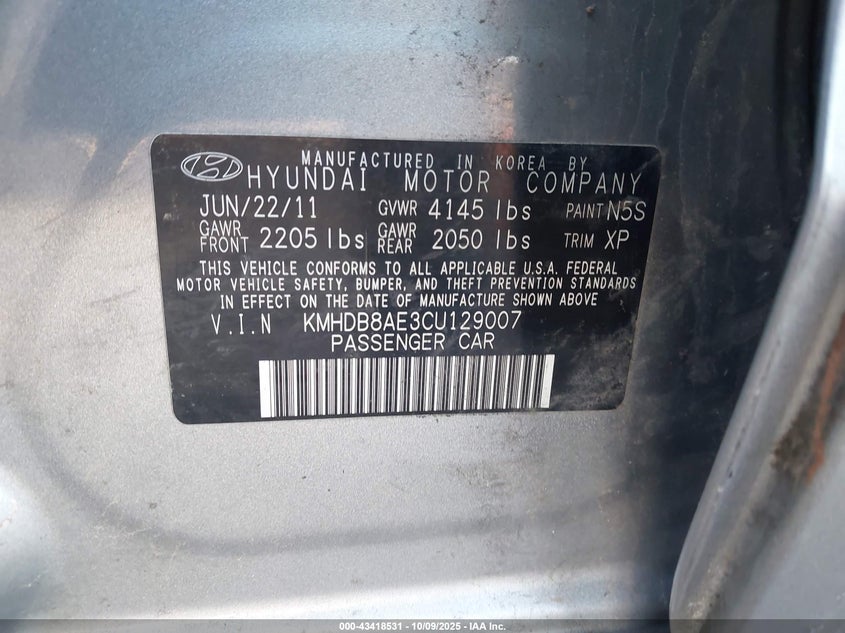 MANUFACTURED IN KOREA BY
HYUNDAI MOTOR COMPANY
JUN/22/11 GVWR 4145 lbs PAINT N5S
GAWR FRONT 2205 lbs GAWR REAR 2050 lbs TRIM XP
THIS VEHICLE CONFORMS TO ALL APPLICABLE U.S.A. FEDERAL
MOTOR VEHICLE SAFETY, BUMPER, AND THEFT PREVENTION STANDARDS
IN EFFECT ON THE DATE OF MANUFACTURE SHOWN ABOVE
V.I.N KMHDB8AE3CU129007
PASSENGER CAR
000-43418531 - 10/09/2025 - IAA Inc.